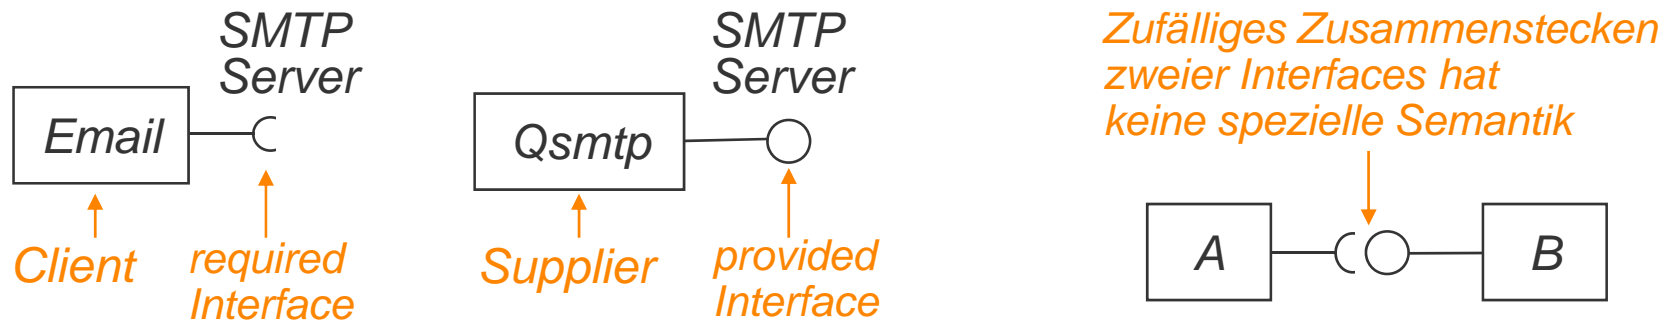 SMTP
Server
Email
Client
required
Interface
SMTP
Server
Qsmtp
Supplier
provided
Interface
Zufälliges Zusammenstecken
zweier Interfaces hat
keine spezielle Semantik
A
B